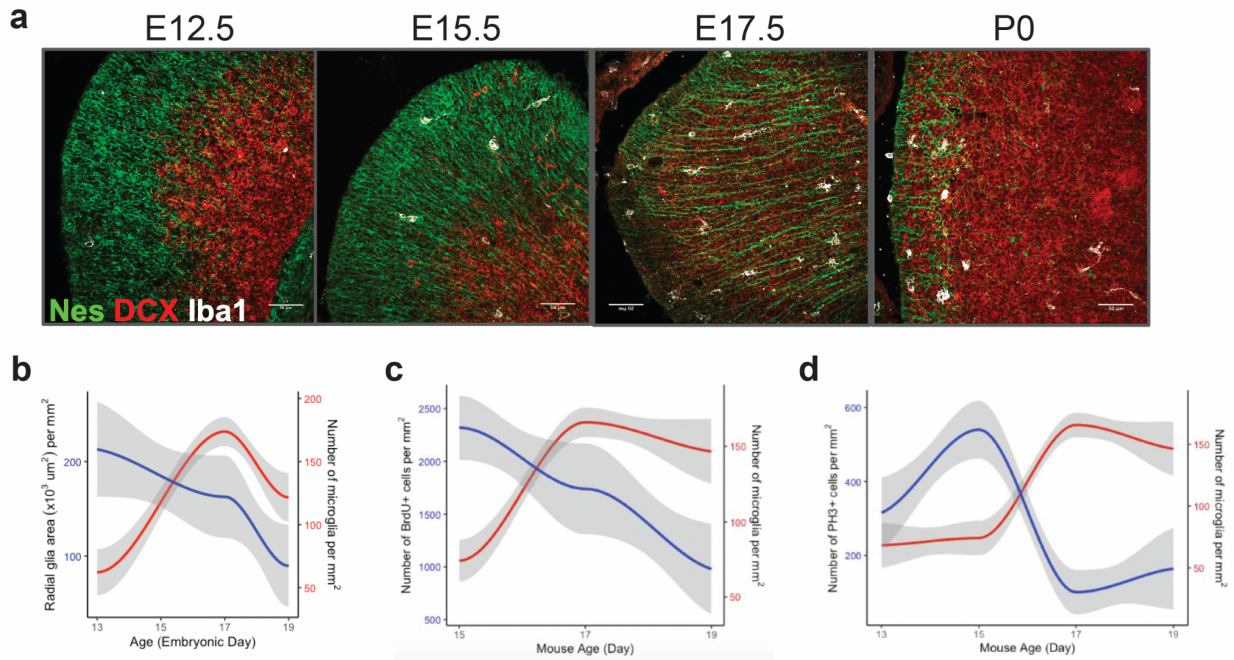 a
E12.5 E15.5 E17.5 P0
Nes DCX Iba1
50 µm
50 µm
50 µm
b
Radial glia area (x10³ um²) per mm²
200
100
200
150
100
50
Number of microglia per mm²
13 15 17 19
Age (Embryonic Day)
c
Number of BrdU+ cells per mm²
2500
2000
1500
1000
500
150
100
50
Number of microglia per mm²
15 17 19
Mouse Age (Day)
d
Number of PH3+ cells per mm²
600
400
200
150
100
50
Number of microglia per mm²
13 15 17 19
Mouse Age (Day)